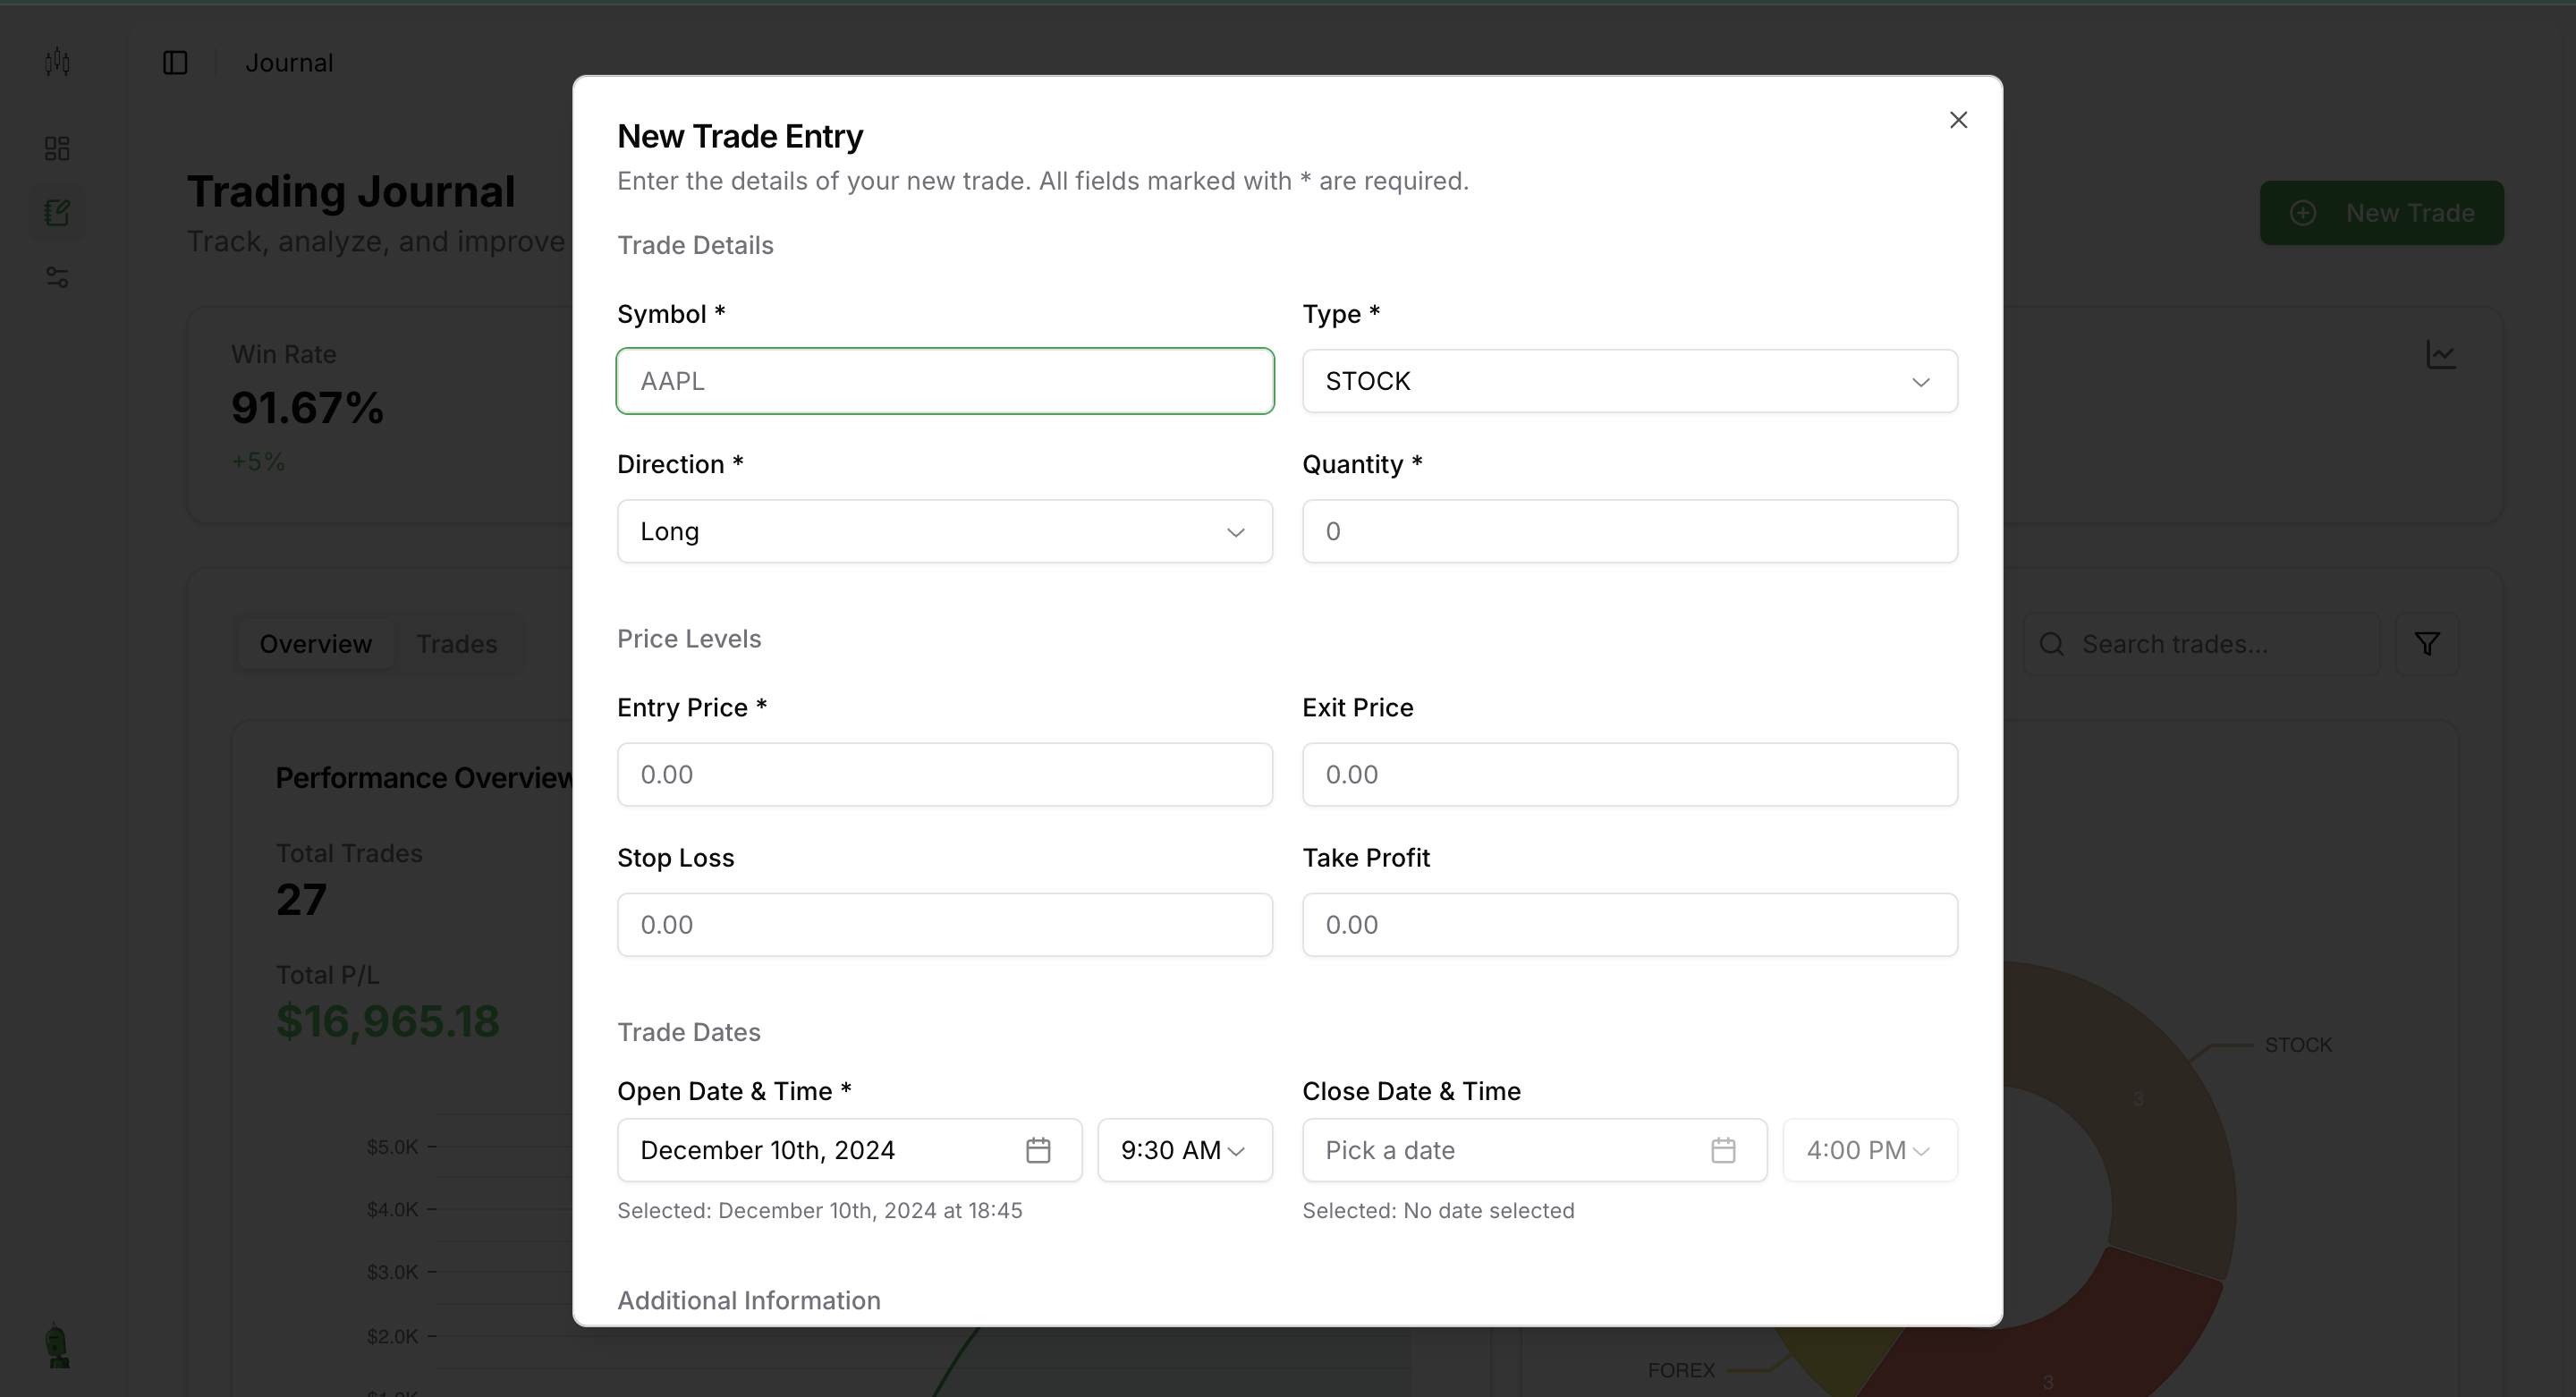 Journal
Trading Journal
Track, analyze, and improve
New Trade
Win Rate
91.67%
+5%
Overview
Trades
Search trades...
Performance Overview
Total Trades
27
Total P/L
$16,965.18
$5.0K
$4.0K
$3.0K
$2.0K
STOCK
3
FOREX
3
New Trade Entry
Enter the details of your new trade. All fields marked with * are required.
Trade Details
Symbol *
Type *
AAPL
STOCK
Direction *
Quantity *
Long
0
Price Levels
Entry Price *
Exit Price
0.00
0.00
Stop Loss
Take Profit
0.00
0.00
Trade Dates
Open Date & Time *
Close Date & Time
December 10th, 2024
9:30 AM
Pick a date
4:00 PM
Selected: December 10th, 2024 at 18:45
Selected: No date selected
Additional Information